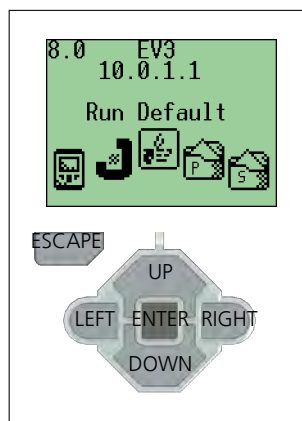 8.0 EV3
10.0.1.1
Run Default
P S
ESCAPE
UP
LEFT ENTER RIGHT
DOWN